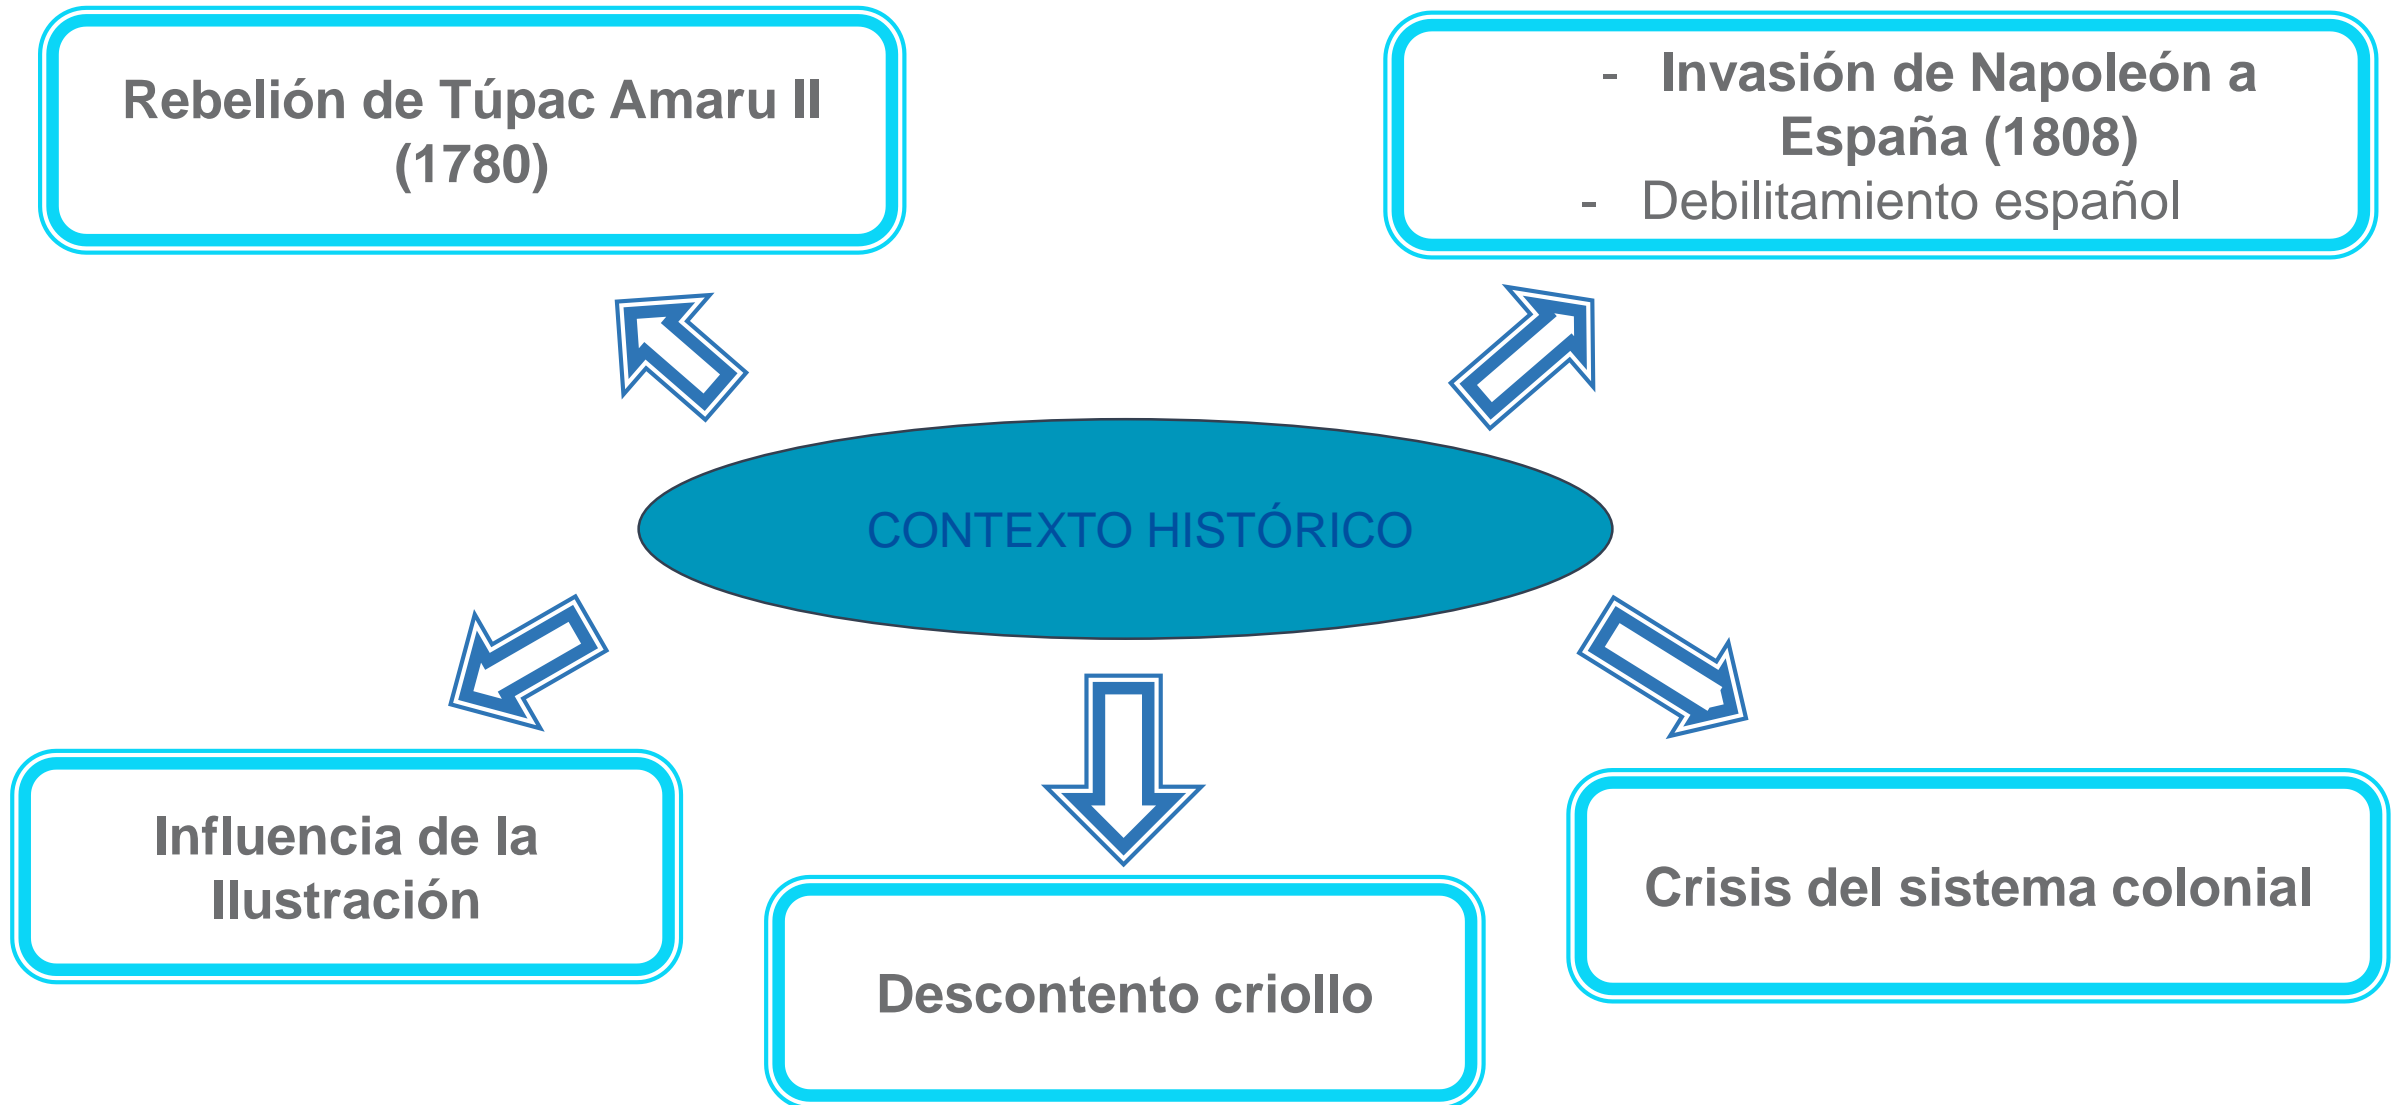 Rebelión de Túpac Amaru II
(1780)
- Invasión de Napoleón a
España (1808)
- Debilitamiento español
CONTEXTO HISTÓRICO
Influencia de la
Ilustración
Descontento criollo
Crisis del sistema colonial